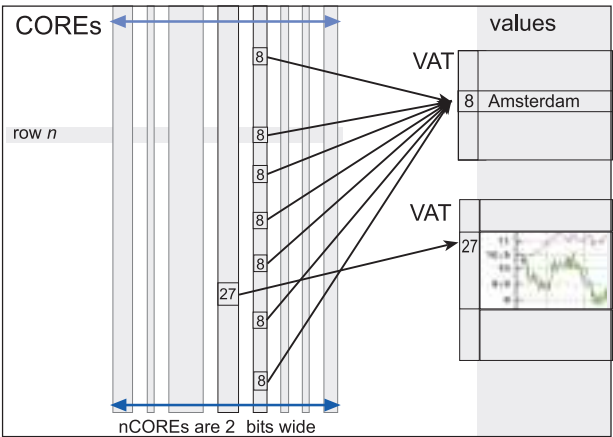 COREs
values
VAT
8
8 Amsterdam
row n
8
8
VAT
8
27
8
27
8
8
nCOREs are 2 bits wide